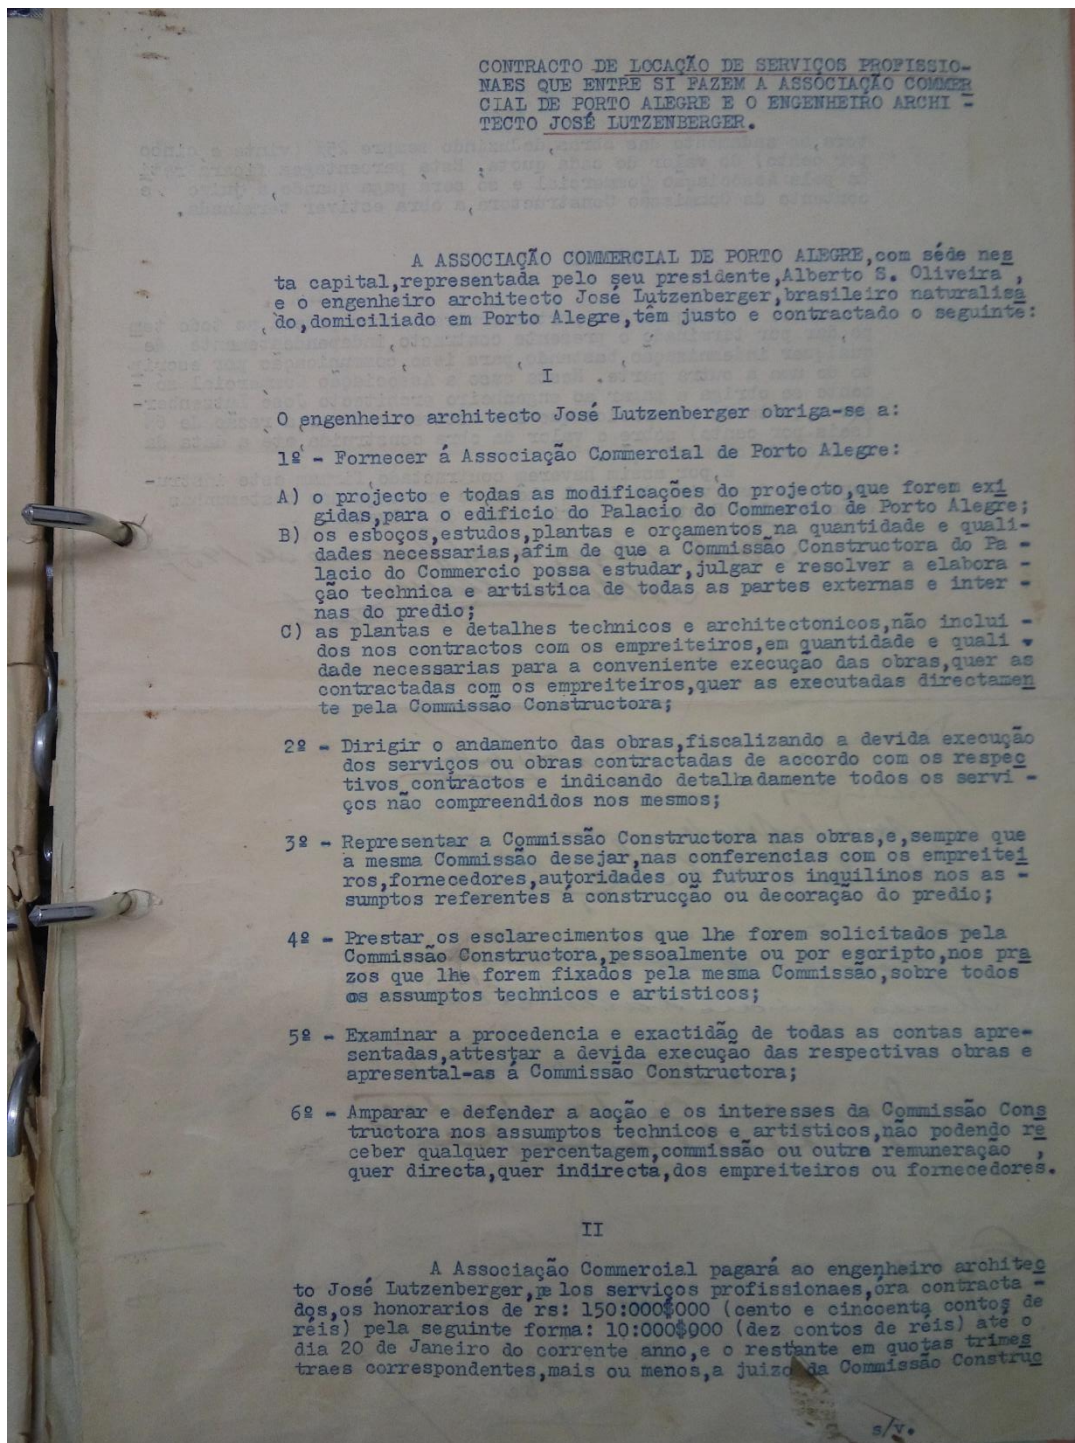 CONTRACTO DE LOCAÇÃO DE SERVIÇOS PROFISSIO-
NAES QUE ENTRE SI FAZEM A ASSOCIAÇÃO COMMER
CIAL DE PORTO ALEGRE E O ENGENHEIRO ARCHI -
TECTO JOSÉ LUTZENBERGER.
A ASSOCIAÇÃO COMMERCIAL DE PORTO ALEGRE,com séde nes
ta capital,representada pelo seu presidente,Alberto S. Oliveira ,
e o engenheiro architecto José Lutzenberger,brasileiro naturalisa
do,domiciliado em Porto Alegre,têm justo e contractado o seguinte:
I
O engenheiro architecto José Lutzenberger obriga-se a:
1º - Fornecer á Associação Commercial de Porto Alegre:
A) o projecto e todas as modificações do projecto,que forem exi
gidas,para o edificio do Palacio do Commercio de Porto Alegre;
B) os esboços,estudos,plantas e orçamentos na quantidade e quali-
dades necessarias,afim de que a Commissão Constructora do Pa -
lacio do Commercio possa estudar,julgar e resolver a elabora -
ção technica e artistica de todas as partes externas e inter -
nas do predio;
C) as plantas e detalhes technicos e architectonicos,não inclui -
dos nos contractos com os empreiteiros,em quantidade e quali -
dade necessarias para a conveniente execução das obras,quer as
contractadas com os empreiteiros,quer as executadas directamen
te pela Commissão Constructora;
2º - Dirigir o andamento das obras,fiscalizando a devida execução
dos serviços ou obras contractadas de accordo com os respec
tivos contractos e indicando detalhadamente todos os servi -
ços não compreendidos nos mesmos;
3º - Representar a Commissão Constructora nas obras,e,sempre que
a mesma Commissão desejar,nas conferencias com os empreitei
ros,fornecedores,autoridades ou futuros inquilinos nos as -
sumptos referentes á construcção ou decoração do predio;
4º - Prestar os esclarecimentos que lhe forem solicitados pela
Commissão Constructora,pessoalmente ou por escripto,nos pra
zos que lhe forem fixados pela mesma Commissão,sobre todos
os assumptos technicos e artisticos;
5º - Examinar a procedencia e exactidão de todas as contas apre-
sentadas,attestar a devida execução das respectivas obras e
apresental-as á Commissão Constructora;
6º - Amparar e defender a acção e os interesses da Commissão Cons
tructora nos assumptos technicos e artisticos,não podendo re
ceber qualquer percentagem,commissão ou outra remuneração ,
quer directa,quer indirecta,dos empreiteiros ou fornecedores.
II
A Associação Commercial pagará ao engenheiro architec
to José Lutzenberger,pe los serviços profissionaes,óra contracta -
dos,os honorarios de rs: 150:000$000 (cento e cincoenta contos de
réis) pela seguinte forma: 10:000$000 (dez contos de réis) até o
dia 20 de Janeiro do corrente anno,e o restante em quotas trimes
traes correspondentes,mais ou menos,a juizo da Commissão Construc
s/v.